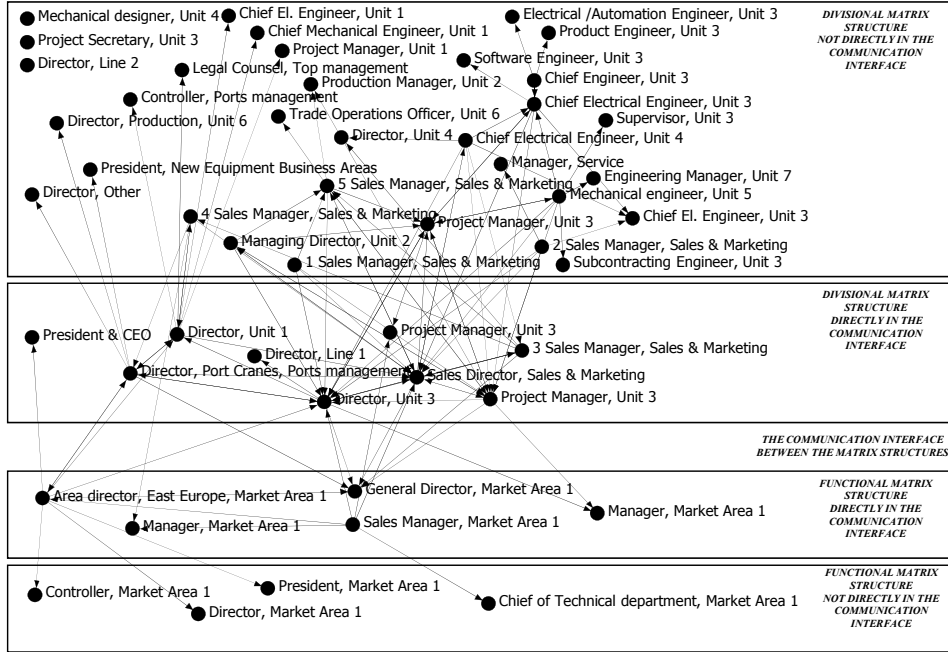 Mechanical designer, Unit 4
Chief El. Engineer, Unit 1
Electrical /Automation Engineer, Unit 3
DIVISIONAL MATRIX
STRUCTURE
NOT DIRECTLY IN THE
COMMUNICATION
INTERFACE
Project Secretary, Unit 3
Chief Mechanical Engineer, Unit 1
Product Engineer, Unit 3
Director, Line 2
Project Manager, Unit 1
Software Engineer, Unit 3
Legal Counsel, Top management
Production Manager, Unit 2
Chief Engineer, Unit 3
Controller, Ports management
Chief Electrical Engineer, Unit 3
Director, Production, Unit 6
Trade Operations Officer, Unit 6
Supervisor, Unit 3
Director, Unit 4
Chief Electrical Engineer, Unit 4
President, New Equipment Business Areas
Manager, Service
Engineering Manager, Unit 7
Director, Other
5 Sales Manager, Sales & Marketing
Mechanical engineer, Unit 5
4 Sales Manager, Sales & Marketing
Project Manager, Unit 3
Chief El. Engineer, Unit 3
Managing Director, Unit 2
2 Sales Manager, Sales & Marketing
1 Sales Manager, Sales & Marketing
Subcontracting Engineer, Unit 3
DIVISIONAL MATRIX
STRUCTURE
DIRECTLY IN THE
COMMUNICATION
INTERFACE
President & CEO
Director, Unit 1
Project Manager, Unit 3
Director, Line 1
3 Sales Manager, Sales & Marketing
Director, Port Cranes, Ports management
Sales Director, Sales & Marketing
Director, Unit 3
Project Manager, Unit 3
THE COMMUNICATION INTERFACE
BETWEEN THE MATRIX STRUCTURES
FUNCTIONAL MATRIX
STRUCTURE
DIRECTLY IN THE
COMMUNICATION
INTERFACE
Area director, East Europe, Market Area 1
General Director, Market Area 1
Manager, Market Area 1
Sales Manager, Market Area 1
Manager, Market Area 1
FUNCTIONAL MATRIX
STRUCTURE
NOT DIRECTLY IN THE
COMMUNICATION
INTERFACE
Controller, Market Area 1
President, Market Area 1
Director, Market Area 1
Chief of Technical department, Market Area 1